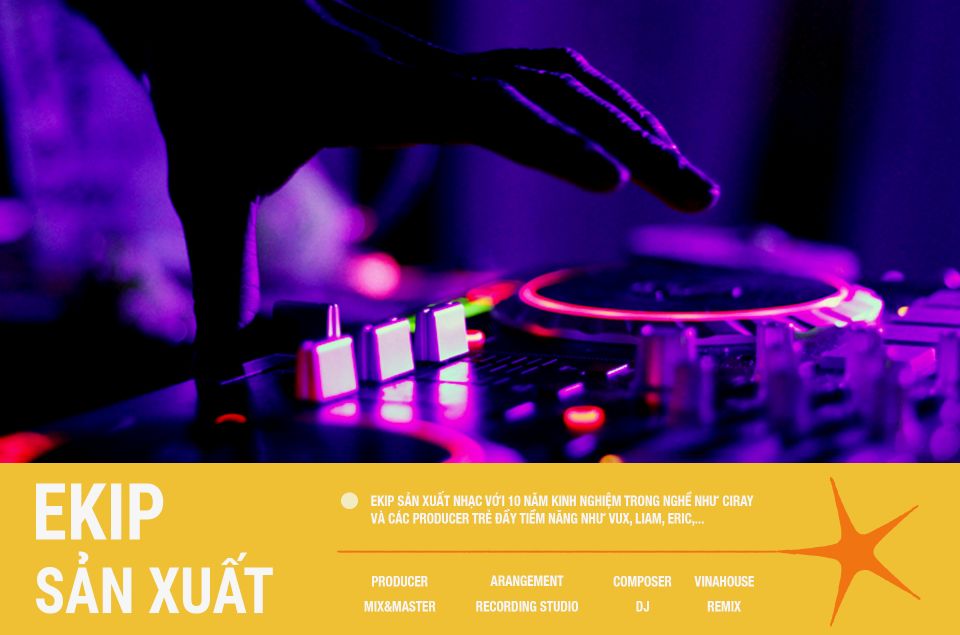 EKIP
SẢN XUẤT
EKIP SẢN XUẤT NHẠC VỚI 10 NĂM KINH NGHIỆM TRONG NGHỀ NHƯ CIRAY
VÀ CÁC PRODUCER TRẺ ĐẦY TIỀM NĂNG NHƯ VUX, LIAM, ERIC,...
PRODUCER ARANGEMENT COMPOSER VINAHOUSE
MIX&MASTER RECORDING STUDIO DJ REMIX